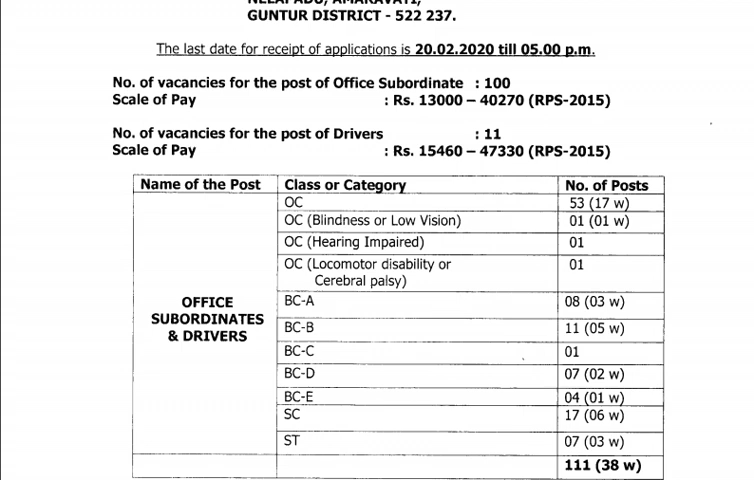 NELAPADU, AMARAVATI,
GUNTUR DISTRICT - 522 237.
The last date for receipt of applications is 20.02.2020 till 05.00 p.m.
No. of vacancies for the post of Office Subordinate : 100
Scale of Pay : Rs. 13000 – 40270 (RPS-2015)
No. of vacancies for the post of Drivers : 11
Scale of Pay : Rs. 15460 – 47330 (RPS-2015)
Name of the Post Class or Category No. of Posts
OC 53 (17 w)
OC (Blindness or Low Vision) 01 (01 w)
OC (Hearing Impaired) 01
OC (Locomotor disability or 01
Cerebral palsy)
OFFICE SUBORDINATES & DRIVERS
BC-A 08 (03 w)
BC-B 11 (05 w)
BC-C 01
BC-D 07 (02 w)
BC-E 04 (01 w)
SC 17 (06 w)
ST 07 (03 w)
111 (38 w)